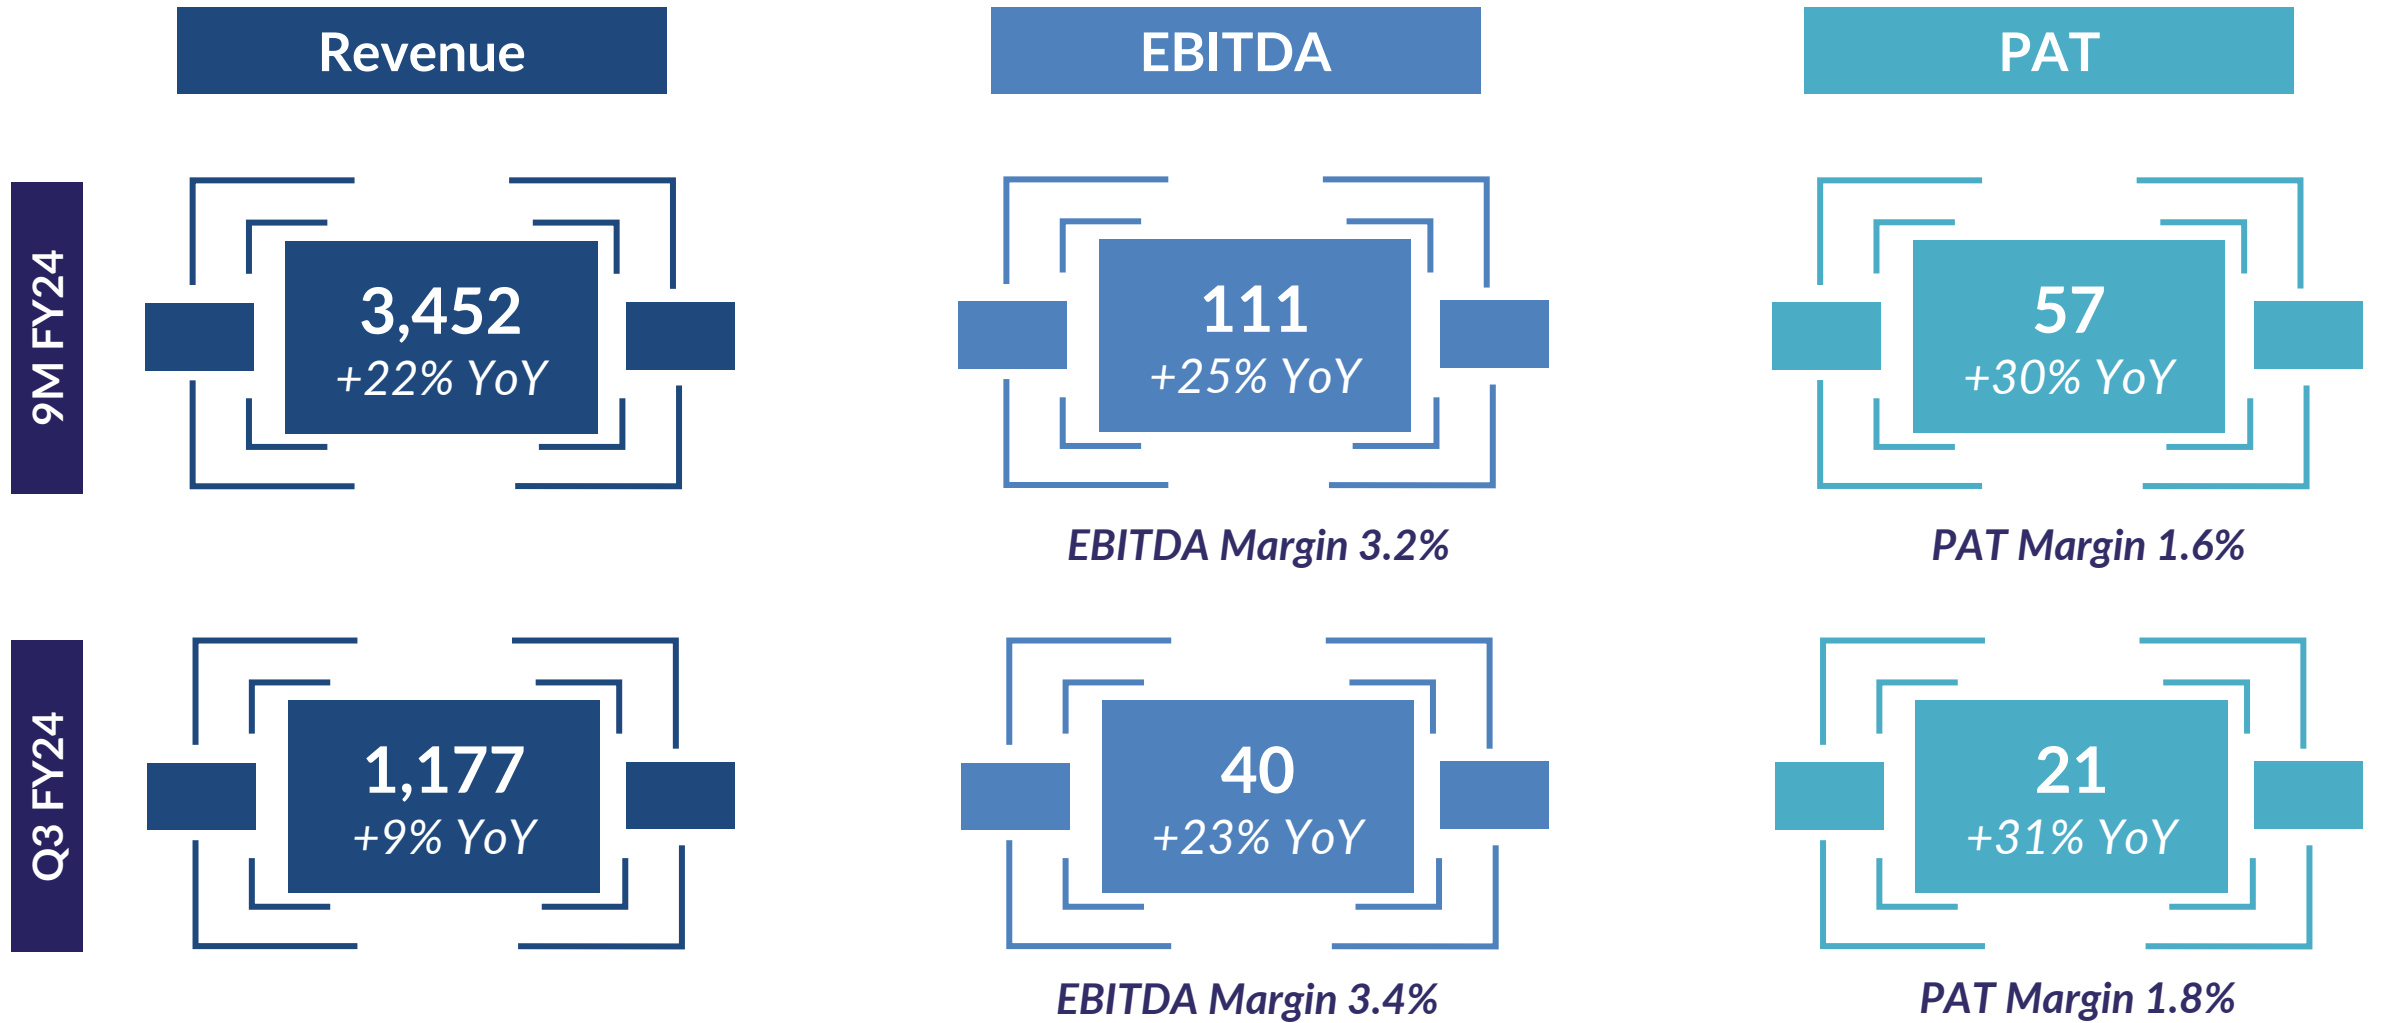 Revenue
EBITDA
PAT
9M FY24
3,452
+22% YoY
111
+25% YoY
57
+30% YoY
EBITDA Margin 3.2%
PAT Margin 1.6%
Q3 FY24
1,177
+9% YoY
40
+23% YoY
21
+31% YoY
EBITDA Margin 3.4%
PAT Margin 1.8%